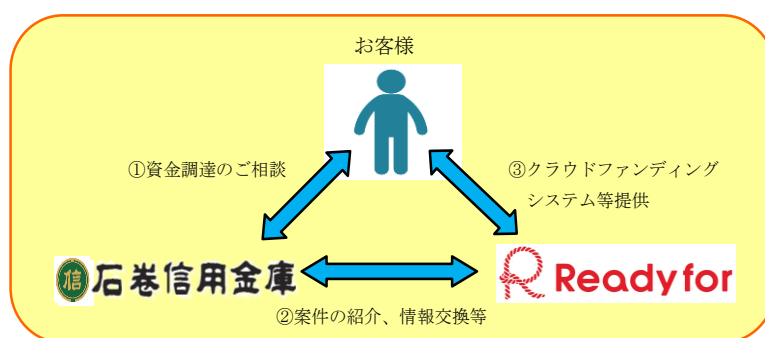 お客様
①資金調達のご相談
③クラウドファンディング
システム等提供
信 石巻信用金庫
Readyfor
②案件の紹介、情報交換等